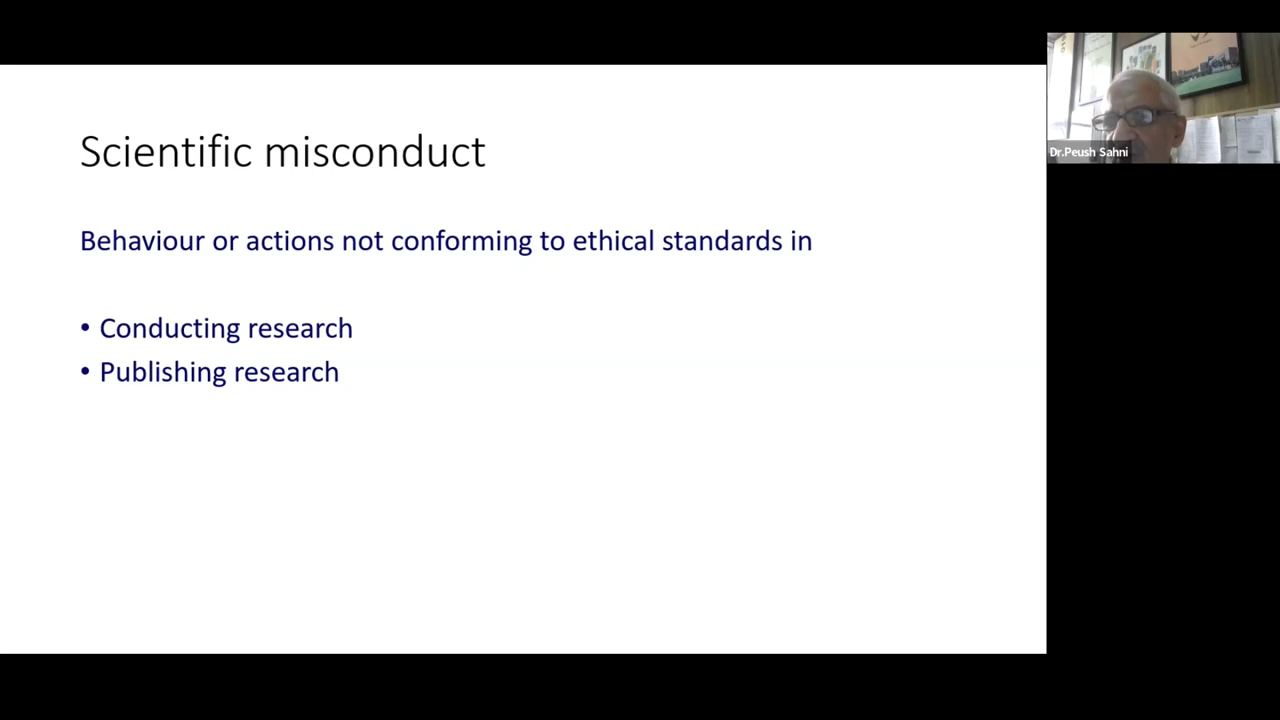 Scientific misconduct
Behaviour or actions not conforming to ethical standards in
• Conducting research
• Publishing research
Dr.Peush Sahni